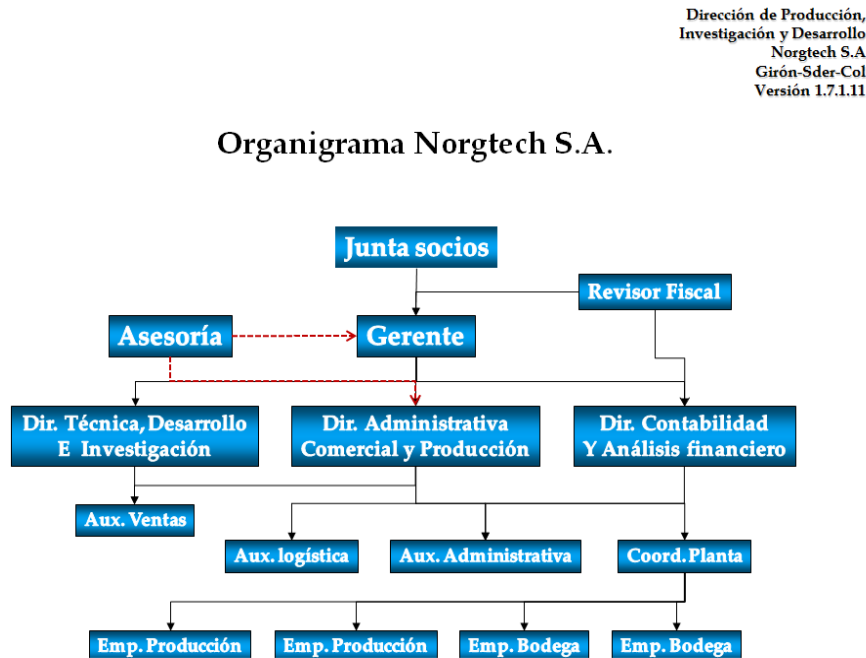 Dirección de Producción,
Investigación y Desarrollo
Norgtech S.A
Girón-Sder-Col
Versión 1.7.1.11
Organigrama Norgtech S.A.
Junta socios
Revisor Fiscal
Asesoría
Gerente
Dir. Técnica, Desarrollo
E Investigación
Dir. Administrativa
Comercial y Producción
Dir. Contabilidad
Y Análisis financiero
Aux. Ventas
Aux. logística
Aux. Administrativa
Coord. Planta
Emp. Producción
Emp. Producción
Emp. Bodega
Emp. Bodega